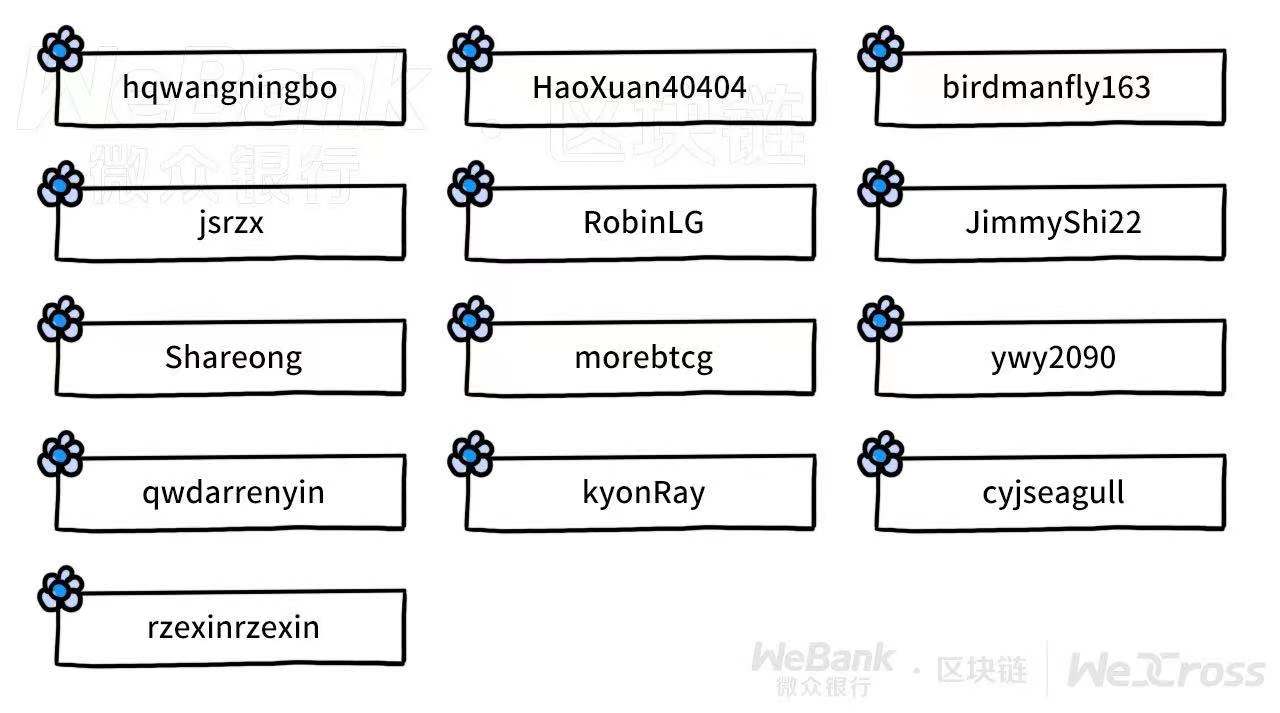 WeBank
微众银行
· 区块链
hqwangningbo
HaoXuan40404
birdmanfly163
jsrzx
RobinLG
JimmyShi22
Shareong
morebtcg
ywy2090
qwdarrenyin
kyonRay
cyjseagull
rzexinrzexin
WeBank
微众银行
· 区块链
WeCross